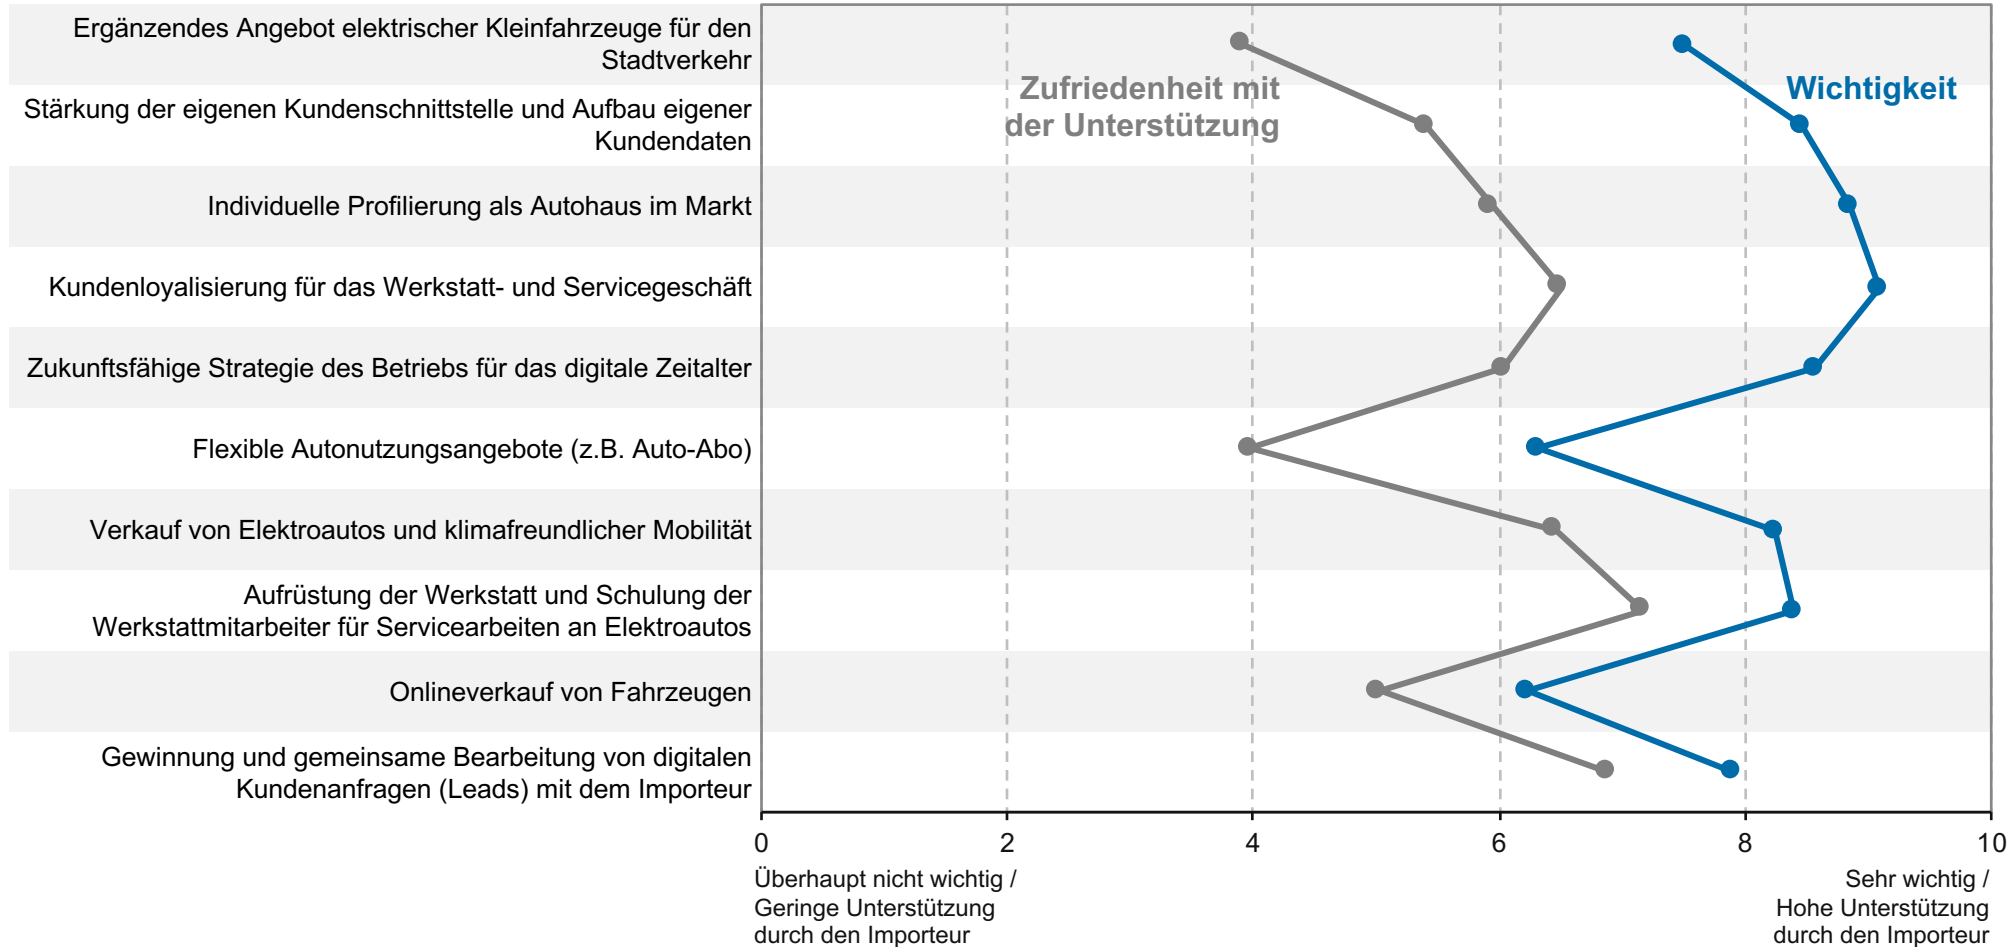 Ergänzendes Angebot elektrischer Kleinfahrzeuge für den
Stadtverkehr
Stärkung der eigenen Kundenschnittstelle und Aufbau eigener
Kundendaten
Individuelle Profilierung als Autohaus im Markt
Kundenloyalisierung für das Werkstatt- und Servicegeschäft
Zukunftsfähige Strategie des Betriebs für das digitale Zeitalter
Flexible Autonutzungsangebote (z.B. Auto-Abo)
Verkauf von Elektroautos und klimafreundlicher Mobilität
Aufrüstung der Werkstatt und Schulung der
Werkstattmitarbeiter für Servicearbeiten an Elektroautos
Onlineverkauf von Fahrzeugen
Gewinnung und gemeinsame Bearbeitung von digitalen
Kundenanfragen (Leads) mit dem Importeur
Zufriedenheit mit
der Unterstützung
Wichtigkeit
0 2 4 6 8 10
Überhaupt nicht wichtig /
Geringe Unterstützung
durch den Importeur
Sehr wichtig /
Hohe Unterstützung
durch den Importeur